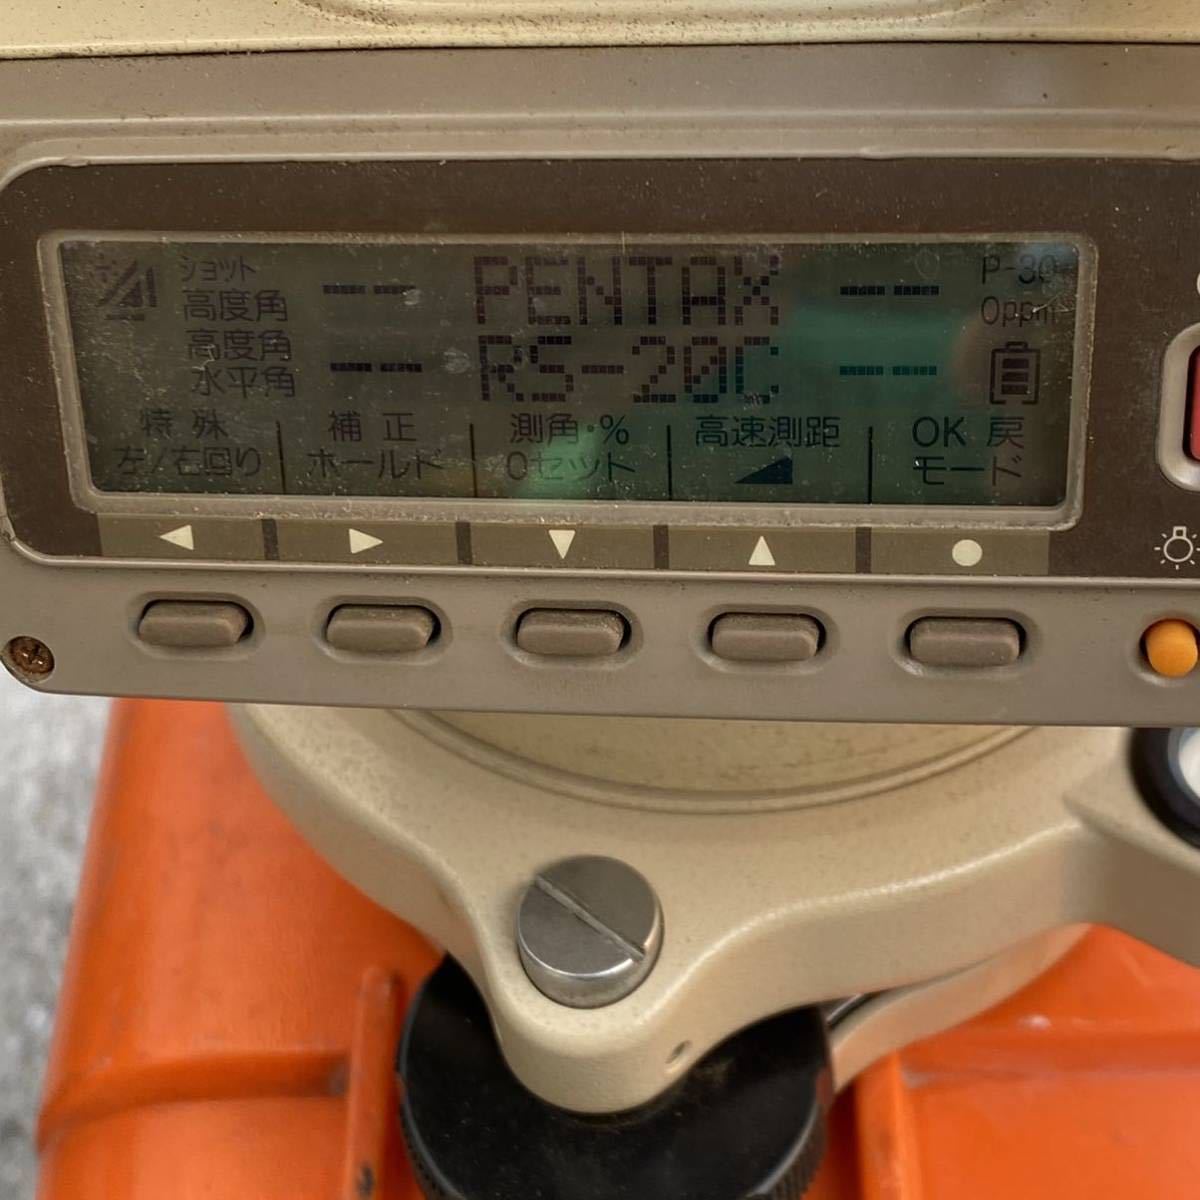 ショット
高度角 -- PENTAX -- P-30
0ppm
高度角
水平角 -- RS-20C --
特殊 補正 測角・% 高速測距 OK 戻
左/右回り ホールド 0セット モード